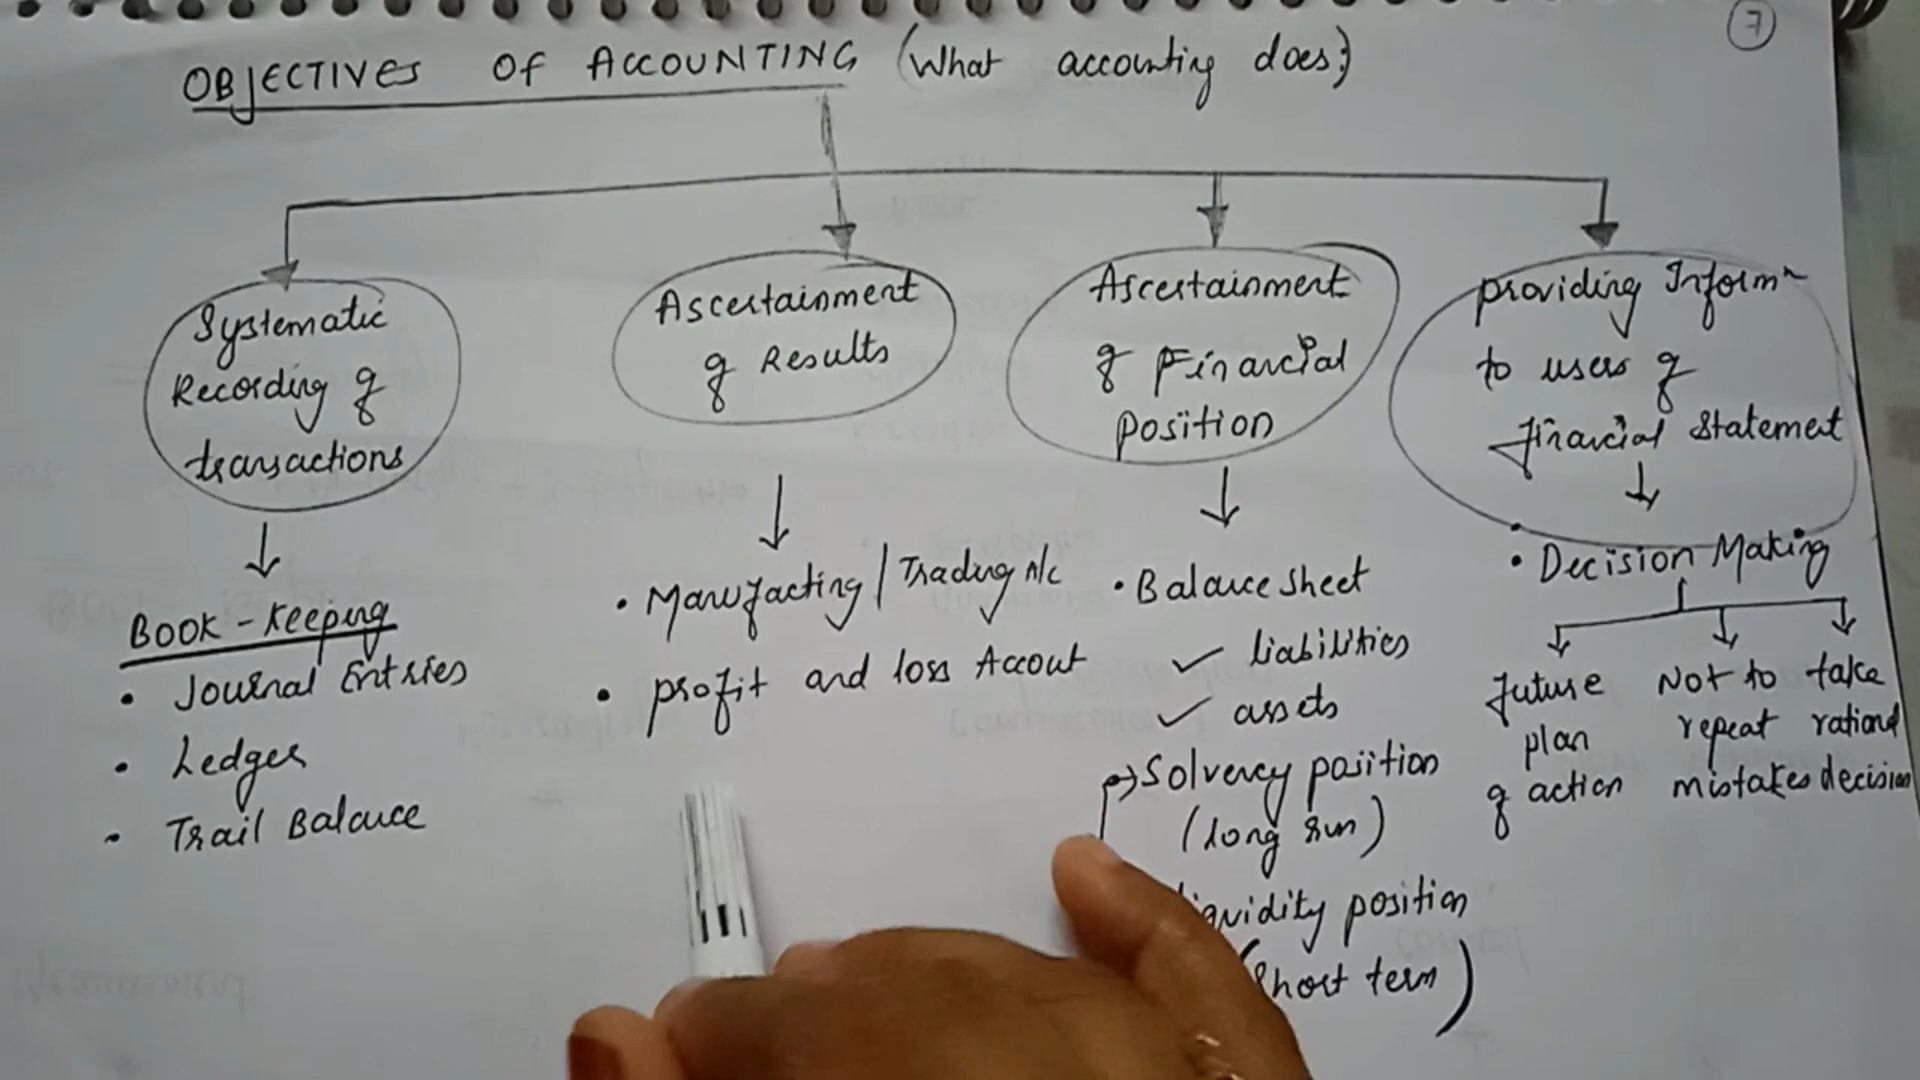 7
OBJECTIVES OF ACCOUNTING (What accounting does?)
Systematic
Recording of
transactions
Book-Keeping
• Journal Entries
• Ledger
• Trail Balance
Ascertainment
of Results
• Manufacting / Trading A/c
• profit and loss Accout
Ascertainment
of Financial
position
• Balance Sheet
✓ liabilities
✓ assets
→ Solvency position
(long run)
liquidity position
(Short term)
providing Inform^n
to users of
financial Statement
• Decision Making
future
plan
of action
Not to
repeat
mistakes
take
rational
decision